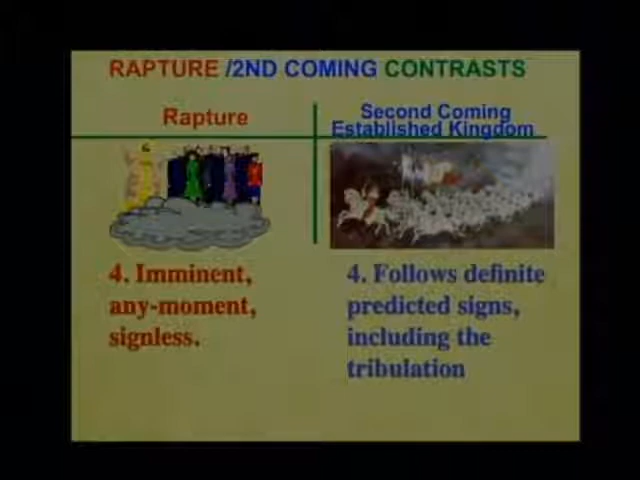 RAPTURE /2ND COMING CONTRASTS
Rapture
Second Coming
Established Kingdom
4. Imminent,
any-moment,
signless.
4. Follows definite
predicted signs,
including the
tribulation